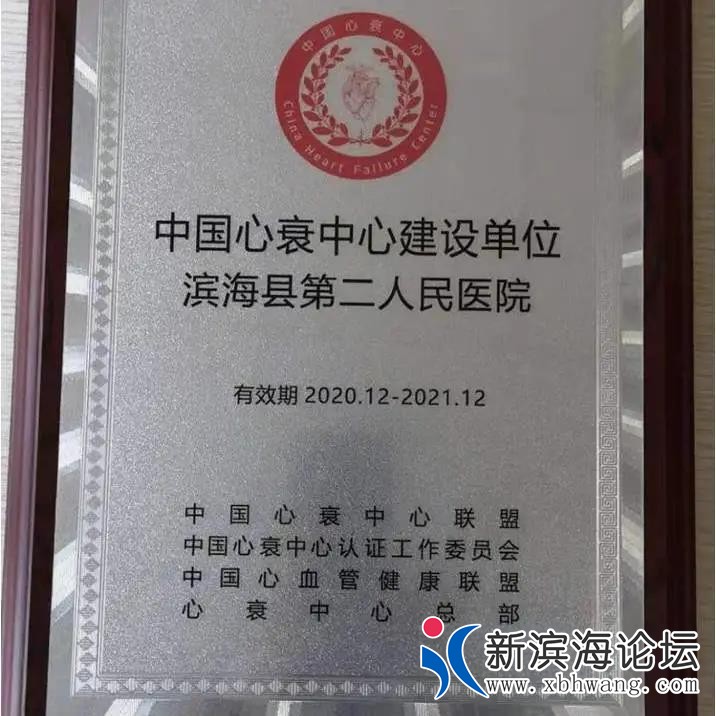 中国心衰中心
China Heart Failure Center
中国心衰中心建设单位
滨海县第二人民医院
有效期 2020.12-2021.12
中国心衰中心联盟
中国心衰中心认证工作委员会
中国心血管健康联盟
心衰中心总部
新滨海论坛
www.xbhwang.com